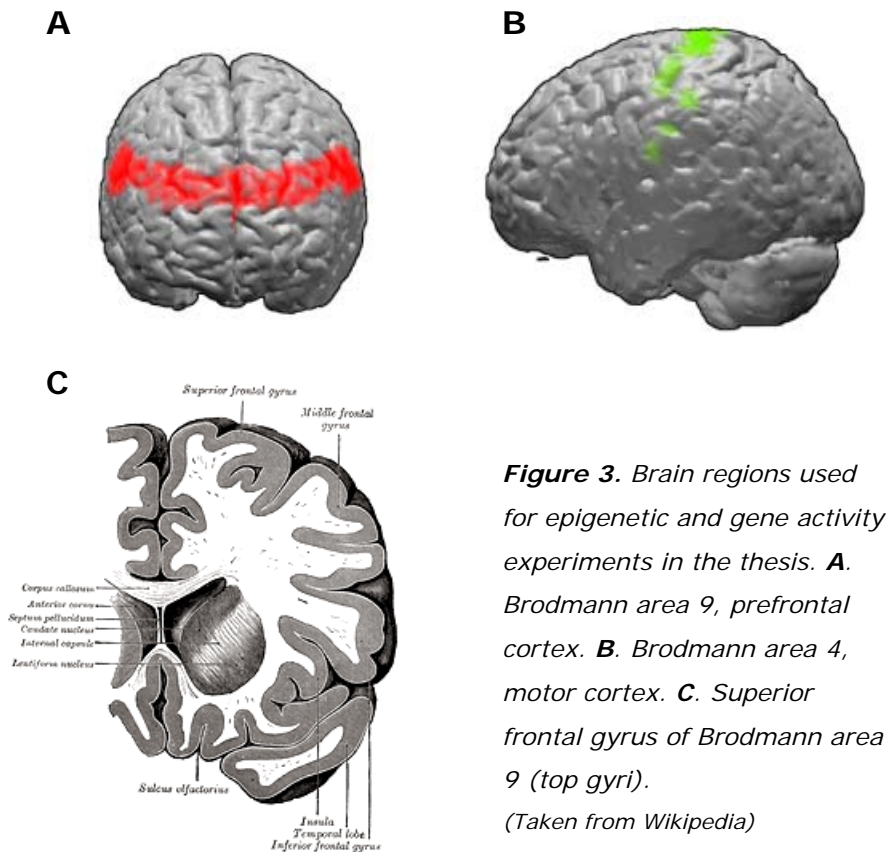 A
B
C
Superior frontal gyrus
Middle frontal
gyrus
Corpus callosum
Anterior cornu
Septum pellucidum
Caudate nucleus
Internal capsule
Lentiform nucleus
Sulcus olfactorius
Insula
Temporal lobe
Inferior frontal gyrus
Figure 3. Brain regions used
for epigenetic and gene activity
experiments in the thesis. A.
Brodmann area 9, prefrontal
cortex. B. Brodmann area 4,
motor cortex. C. Superior
frontal gyrus of Brodmann area
9 (top gyri).
(Taken from Wikipedia)